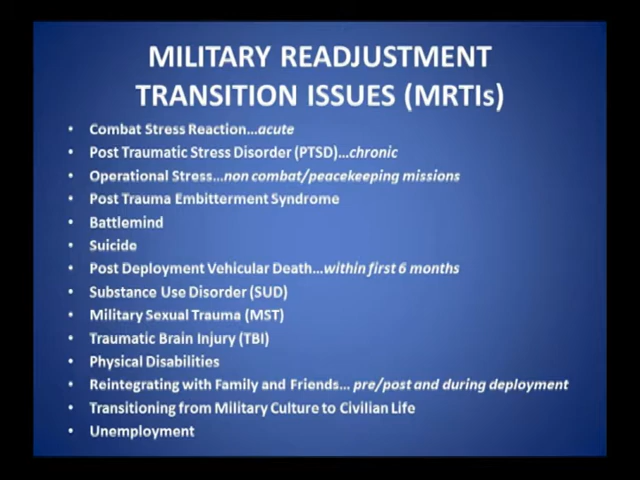 MILITARY READJUSTMENT
TRANSITION ISSUES (MRTIs)
• Combat Stress Reaction...acute
• Post Traumatic Stress Disorder (PTSD)...chronic
• Operational Stress...non combat/peacekeeping missions
• Post Trauma Embitterment Syndrome
• Battlemind
• Suicide
• Post Deployment Vehicular Death...within first 6 months
• Substance Use Disorder (SUD)
• Military Sexual Trauma (MST)
• Traumatic Brain Injury (TBI)
• Physical Disabilities
• Reintegrating with Family and Friends... pre/post and during deployment
• Transitioning from Military Culture to Civilian Life
• Unemployment